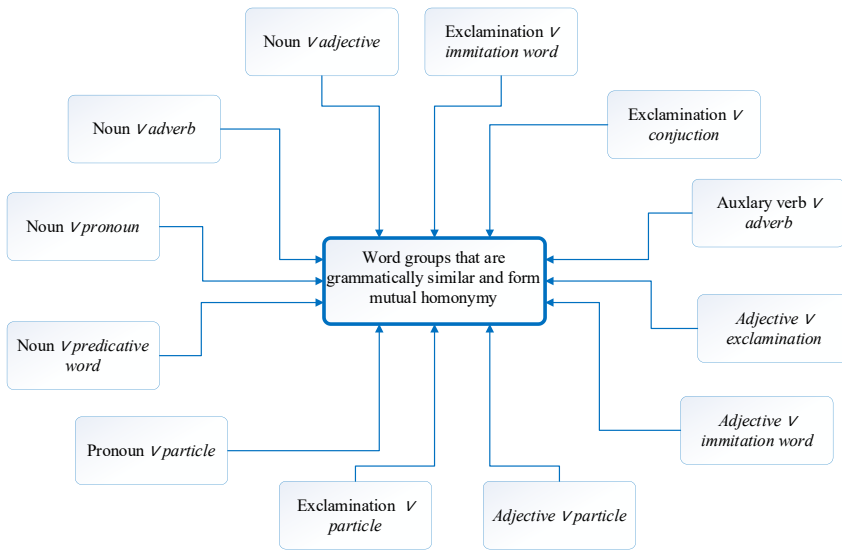 Noun V adjective
Exclamination V
immitation word
Noun V adverb
Exclamination V
conjuction
Noun V pronoun
Auxlary verb V
adverb
Word groups that are
grammatically similar and form
mutual homonymy
Noun V predicative
word
Adjective V
exclamination
Pronoun V particle
Adjective V
immitation word
Exclamination V
particle
Adjective V particle